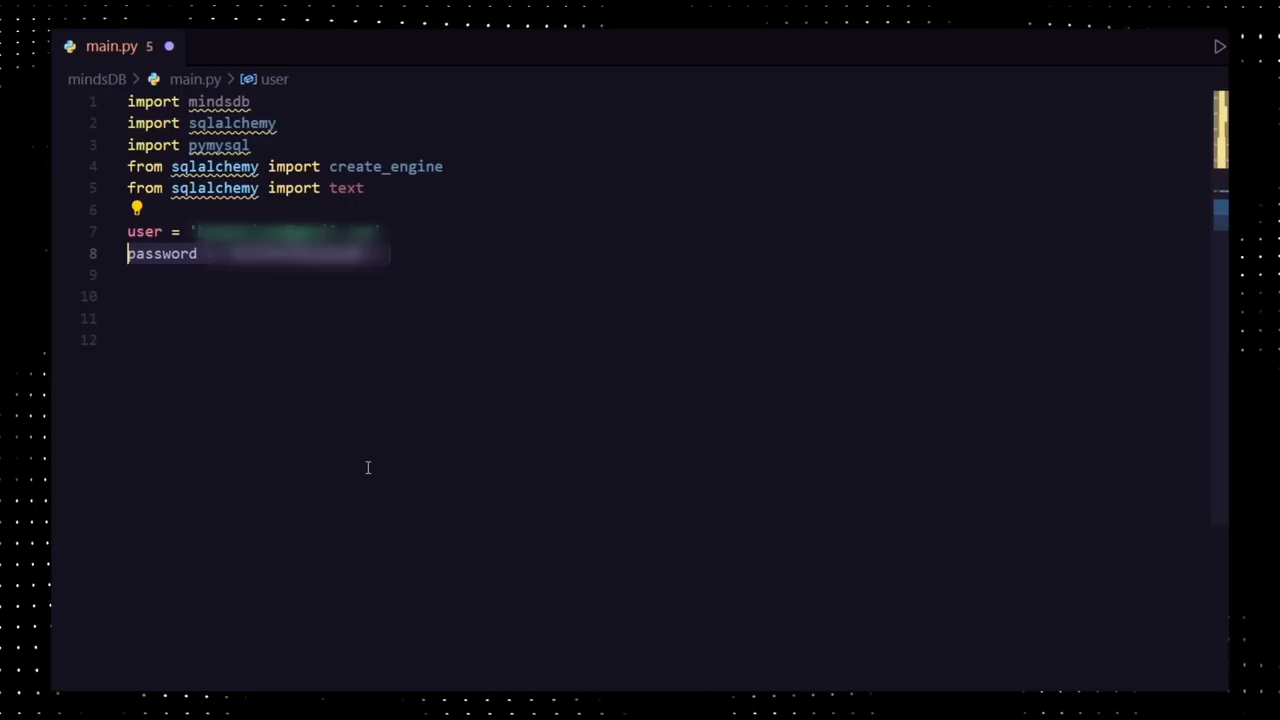 main.py 5
mindsDB > main.py > user
1 import mindsdb
2 import sqlalchemy
3 import pymysql
4 from sqlalchemy import create_engine
5 from sqlalchemy import text
6
7 user = '
8 password
9
10
11
12